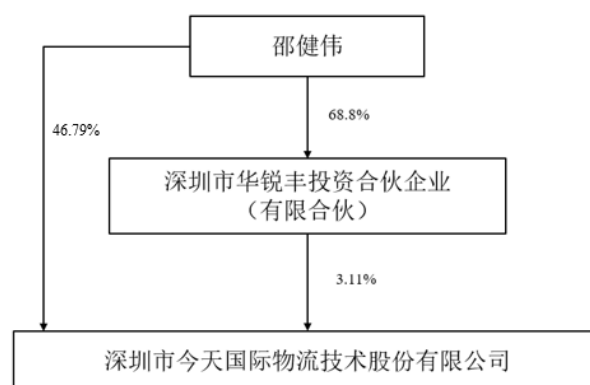 邵健伟
46.79%
68.8%
深圳市华锐丰投资合伙企业
（有限合伙）
3.11%
深圳市今天国际物流技术股份有限公司